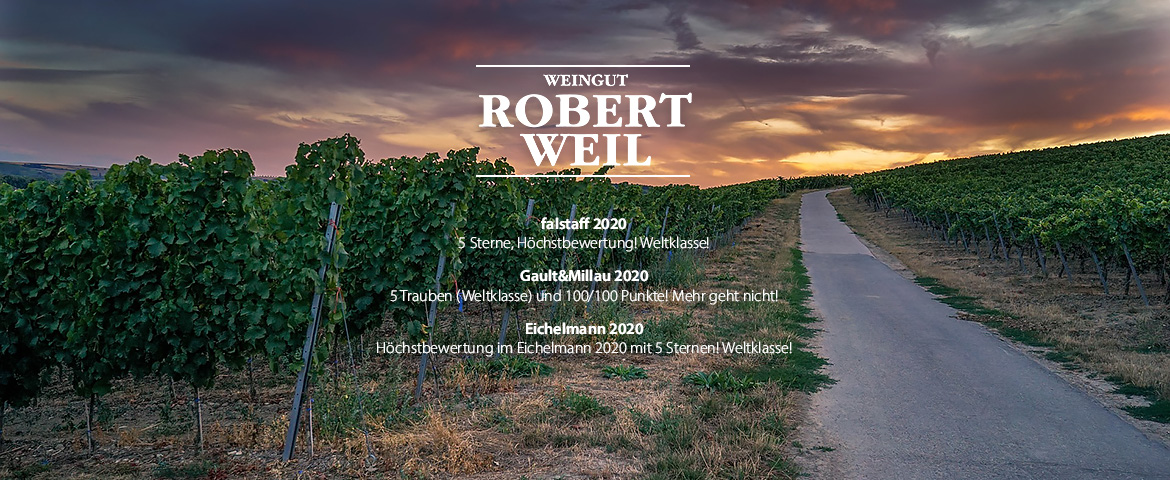 WEINGUT
ROBERT
WEIL
falstaff 2020
5 Sterne, Höchstbewertung! Weltklasse!
Gault&Millau 2020
5 Trauben (Weltklasse) und 100/100 Punkte! Mehr geht nicht!
Eichelmann 2020
Höchstbewertung im Eichelmann 2020 mit 5 Sternen! Weltklasse!